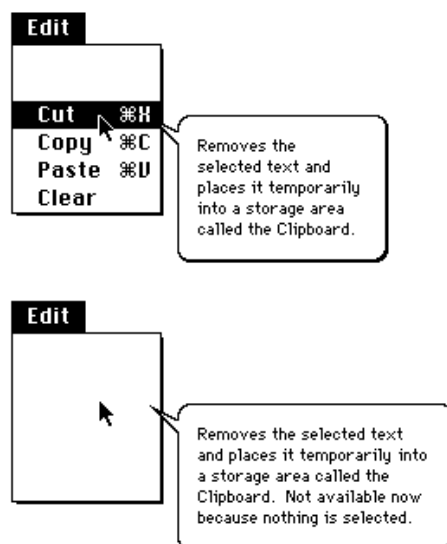 Edit
Cut ⌘X
Copy ⌘C
Paste ⌘V
Clear
Removes the
selected text and
places it temporarily
into a storage area
called the Clipboard.
Edit
Removes the selected text
and places it temporarily into
a storage area called the
Clipboard. Not available now
because nothing is selected.